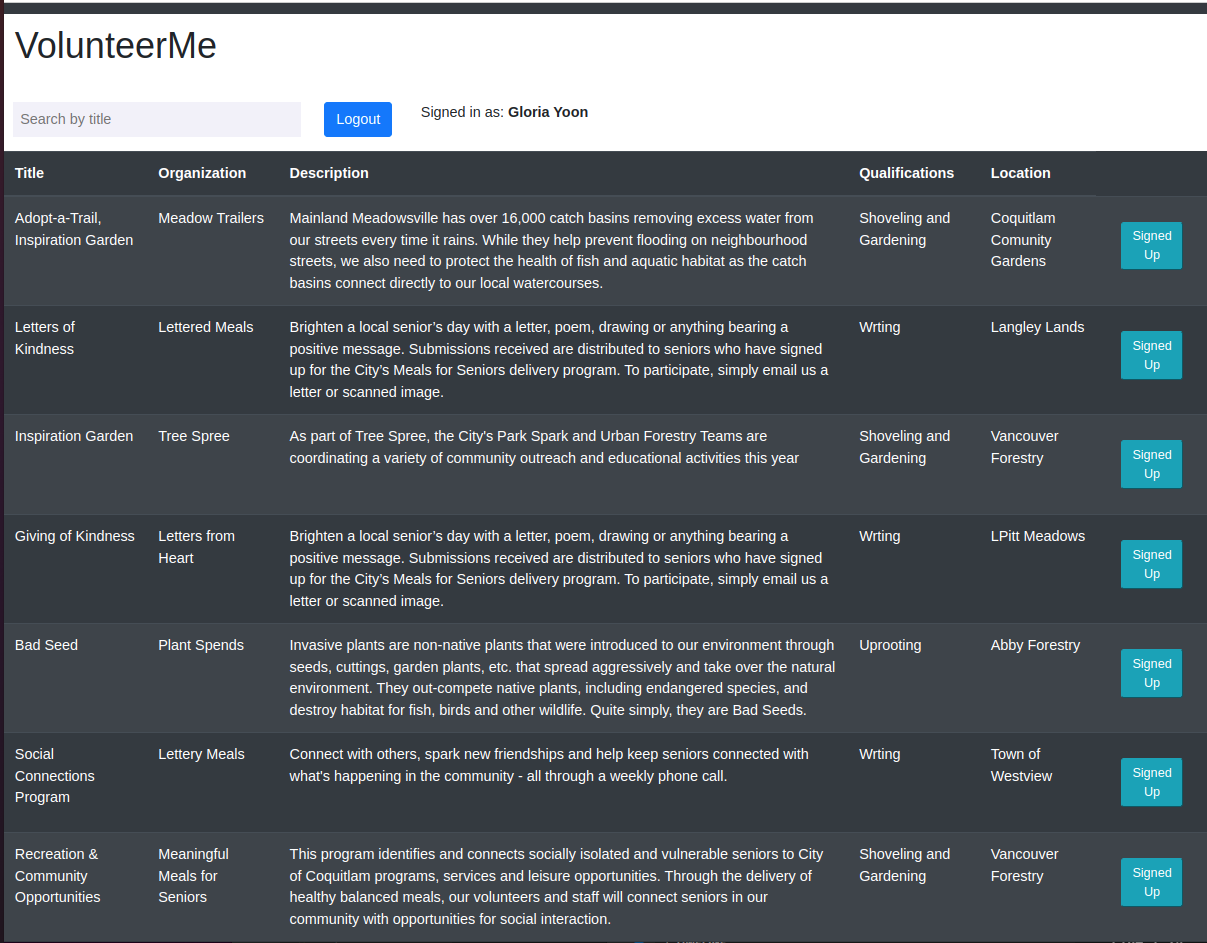 VolunteerMe
Search by title
Logout
Signed in as: Gloria Yoon
Title Organization Description Qualifications Location
Adopt-a-Trail,
Inspiration Garden
Meadow Trailers
Mainland Meadowsville has over 16,000 catch basins removing excess water from
our streets every time it rains. While they help prevent flooding on neighbourhood
streets, we also need to protect the health of fish and aquatic habitat as the catch
basins connect directly to our local watercourses.
Shoveling and
Gardening
Coquitlam
Comunity
Gardens
Signed
Up
Letters of
Kindness
Lettered Meals
Brighten a local senior’s day with a letter, poem, drawing or anything bearing a
positive message. Submissions received are distributed to seniors who have signed
up for the City’s Meals for Seniors delivery program. To participate, simply email us a
letter or scanned image.
Wrting
Langley Lands
Signed
Up
Inspiration Garden
Tree Spree
As part of Tree Spree, the City's Park Spark and Urban Forestry Teams are
coordinating a variety of community outreach and educational activities this year
Shoveling and
Gardening
Vancouver
Forestry
Signed
Up
Giving of Kindness
Letters from
Heart
Brighten a local senior’s day with a letter, poem, drawing or anything bearing a
positive message. Submissions received are distributed to seniors who have signed
up for the City’s Meals for Seniors delivery program. To participate, simply email us a
letter or scanned image.
Wrting
LPitt Meadows
Signed
Up
Bad Seed
Plant Spends
Invasive plants are non-native plants that were introduced to our environment through
seeds, cuttings, garden plants, etc. that spread aggressively and take over the natural
environment. They out-compete native plants, including endangered species, and
destroy habitat for fish, birds and other wildlife. Quite simply, they are Bad Seeds.
Uprooting
Abby Forestry
Signed
Up
Social
Connections
Program
Lettery Meals
Connect with others, spark new friendships and help keep seniors connected with
what's happening in the community - all through a weekly phone call.
Wrting
Town of
Westview
Signed
Up
Recreation &
Community
Opportunities
Meaningful
Meals for
Seniors
This program identifies and connects socially isolated and vulnerable seniors to City
of Coquitlam programs, services and leisure opportunities. Through the delivery of
healthy balanced meals, our volunteers and staff will connect seniors in our
community with opportunities for social interaction.
Shoveling and
Gardening
Vancouver
Forestry
Signed
Up